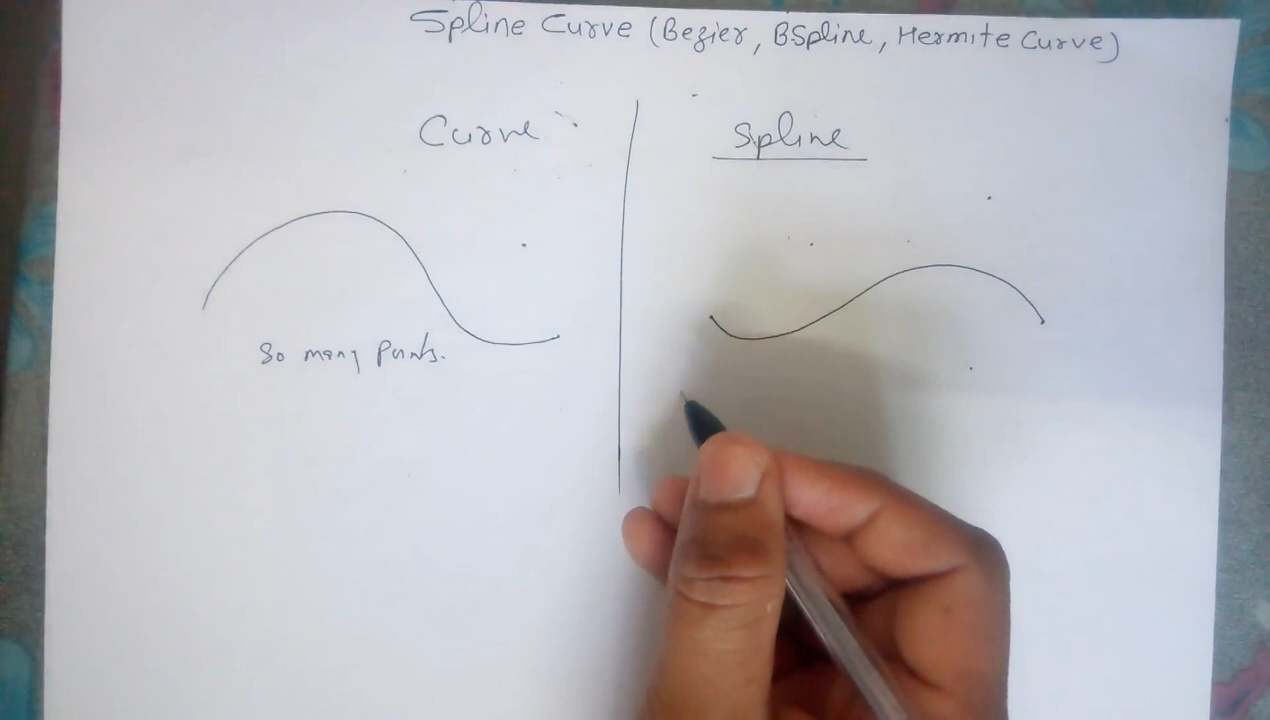 Spline Curve (Bezier, BSpline, Hermite Curve)
Curve
Spline
So many Points.